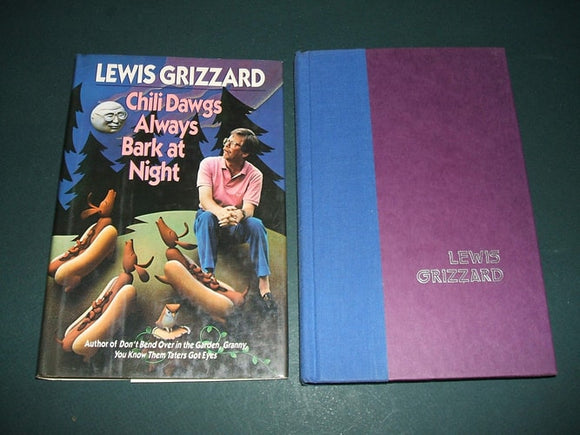 LEWIS GRIZZARD
Chili Dawgs
Always
Bark at
Night
Author of Don't Bend Over in the Garden, Granny,
You Know Them Taters Got Eyes
LEWIS
GRIZZARD